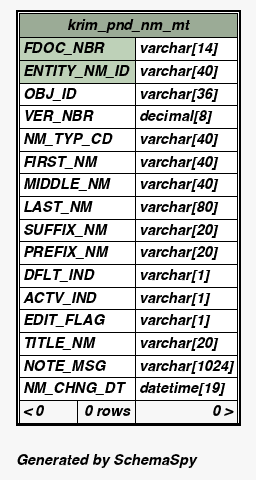 krim_pnd_nm_mt
FDOC_NBR varchar[14]
ENTITY_NM_ID varchar[40]
OBJ_ID varchar[36]
VER_NBR decimal[8]
NM_TYP_CD varchar[40]
FIRST_NM varchar[40]
MIDDLE_NM varchar[40]
LAST_NM varchar[80]
SUFFIX_NM varchar[20]
PREFIX_NM varchar[20]
DFLT_IND varchar[1]
ACTV_IND varchar[1]
EDIT_FLAG varchar[1]
TITLE_NM varchar[20]
NOTE_MSG varchar[1024]
NM_CHNG_DT datetime[19]
< 0 0 rows 0 >
Generated by SchemaSpy